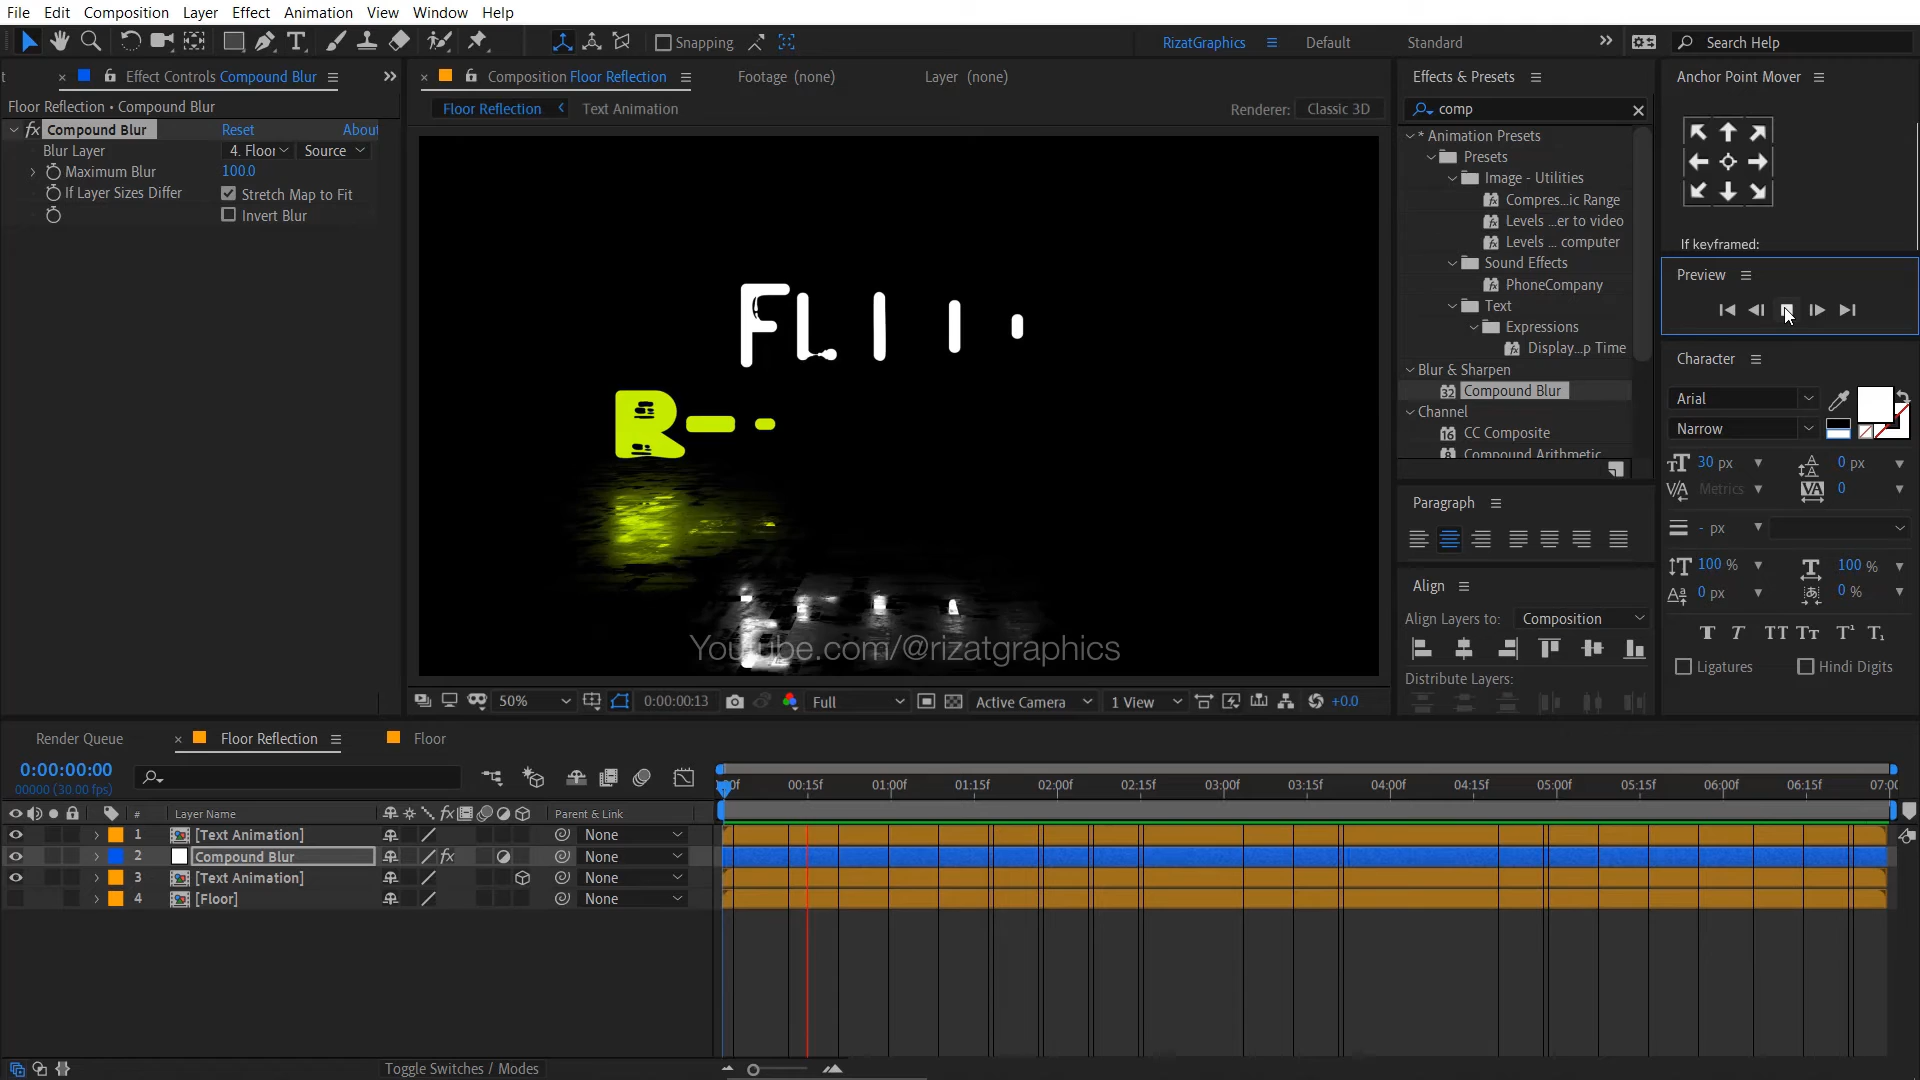 File Edit Composition Layer Effect Animation View Window Help
Snapping RizatGraphics Default Standard Search Help
Effect Controls Compound Blur
Composition Floor Reflection Footage (none) Layer (none)
Effects & Presets
Anchor Point Mover
Floor Reflection • Compound Blur
Floor Reflection Text Animation Renderer: Classic 3D
comp
fx Compound Blur Reset About
Blur Layer 4. Floor Source
Maximum Blur 100.0
If Layer Sizes Differ Stretch Map to Fit
Invert Blur
* Animation Presets
Presets
Image - Utilities
Compres...ic Range
Levels ...er to video
Levels ... computer
Sound Effects
PhoneCompany
Text
Expressions
Display...p Time
Blur & Sharpen
32 Compound Blur
Channel
16 CC Composite
8 Compound Arithmetic
If keyframed:
Preview
Character
Arial
Narrow
30 px 0 px
Metrics 0
- px
100 % 100 %
0 px 0 %
Ligatures Hindi Digits
Paragraph
Align
Align Layers to: Composition
Distribute Layers:
FL
R
Youtube.com/@rizatgraphics
50% 0:00:00:13 Full Active Camera 1 View +0.0
Render Queue Floor Reflection Floor
0:00:00:00
00000 (30.00 fps)
00:15f 01:00f 01:15f 02:00f 02:15f 03:00f 03:15f 04:00f 04:15f 05:00f 05:15f 06:00f 06:15f 07:00
# Layer Name Parent & Link
1 [Text Animation] None
2 Compound Blur fx None
3 [Text Animation] None
4 [Floor] None
Toggle Switches / Modes